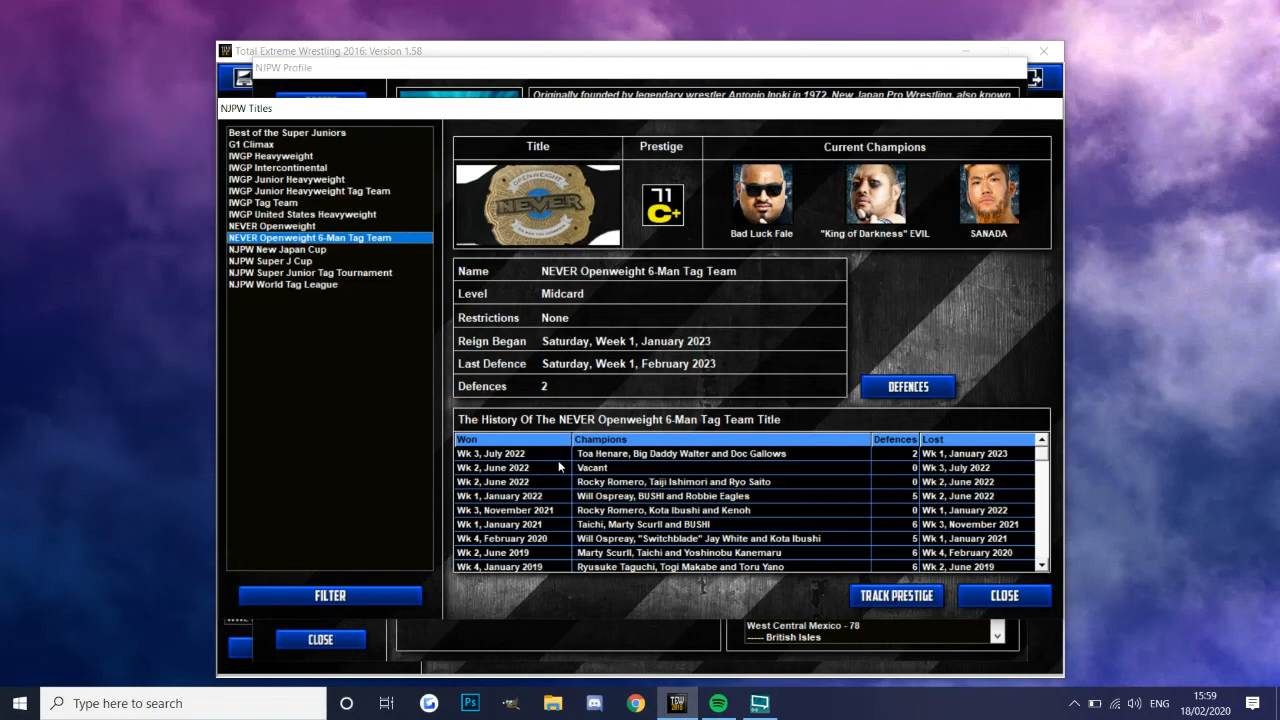 Total Extreme Wrestling 2016: Version 1.58
NJPW Profile
Originally founded by legendary wrestler Antonio Inoki in 1972, New Japan Pro Wrestling, also known
NJPW Titles
Best of the Super Juniors
G1 Climax
IWGP Heavyweight
IWGP Intercontinental
IWGP Junior Heavyweight
IWGP Junior Heavyweight Tag Team
IWGP Tag Team
IWGP United States Heavyweight
NEVER Openweight
NEVER Openweight 6-Man Tag Team
NJPW New Japan Cup
NJPW Super J Cup
NJPW Super Junior Tag Tournament
NJPW World Tag League
FILTER
CLOSE
Title Prestige Current Champions
OPENWEIGHT
NEVER
71
C+
Bad Luck Fale "King of Darkness" EVIL SANADA
Name NEVER Openweight 6-Man Tag Team
Level Midcard
Restrictions None
Reign Began Saturday, Week 1, January 2023
Last Defence Saturday, Week 1, February 2023
Defences 2
DEFENCES
The History Of The NEVER Openweight 6-Man Tag Team Title
Won Champions Defences Lost
Wk 3, July 2022 Toa Henare, Big Daddy Walter and Doc Gallows 2 Wk 1, January 2023
Wk 2, June 2022 Vacant 0 Wk 3, July 2022
Wk 2, June 2022 Rocky Romero, Taiji Ishimori and Ryo Saito 0 Wk 2, June 2022
Wk 1, January 2022 Will Ospreay, BUSHI and Robbie Eagles 5 Wk 2, June 2022
Wk 3, November 2021 Rocky Romero, Kota Ibushi and Kenoh 0 Wk 1, January 2022
Wk 1, January 2021 Taichi, Marty Scurll and BUSHI 6 Wk 3, November 2021
Wk 4, February 2020 Will Ospreay, "Switchblade" Jay White and Kota Ibushi 5 Wk 1, January 2021
Wk 2, June 2019 Marty Scurll, Taichi and Yoshinobu Kanemaru 6 Wk 4, February 2020
Wk 4, January 2019 Ryusuke Taguchi, Togi Makabe and Toru Yano 6 Wk 2, June 2019
TRACK PRESTIGE CLOSE
West Central Mexico - 78
----- British Isles
Type here to search
Ps
TEW
2016
ENG
15:59
18/02/2020